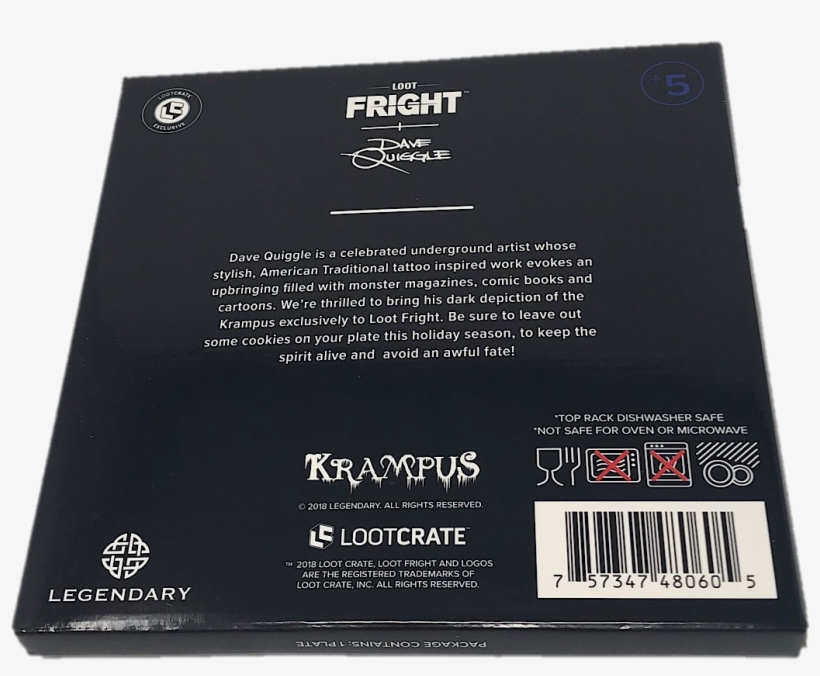 LOOTCRATE
EXCLUSIVE
LOOT
FRIGHT™
DAVE
QUIGGLE
+5
Dave Quiggle is a celebrated underground artist whose
stylish, American Traditional tattoo inspired work evokes an
upbringing filled with monster magazines, comic books and
cartoons. We're thrilled to bring his dark depiction of the
Krampus exclusively to Loot Fright. Be sure to leave out
some cookies on your plate this holiday season, to keep the
spirit alive and avoid an awful fate!
*TOP RACK DISHWASHER SAFE
*NOT SAFE FOR OVEN OR MICROWAVE
KRAMPUS
© 2018 LEGENDARY. ALL RIGHTS RESERVED.
LOOTCRATE™
™ 2018 LOOT CRATE, LOOT FRIGHT AND LOGOS
ARE THE REGISTERED TRADEMARKS OF
LOOT CRATE, INC. ALL RIGHTS RESERVED.
LEGENDARY
7 57347 48060 5
PACKAGE CONTAINS: 1 PLATE